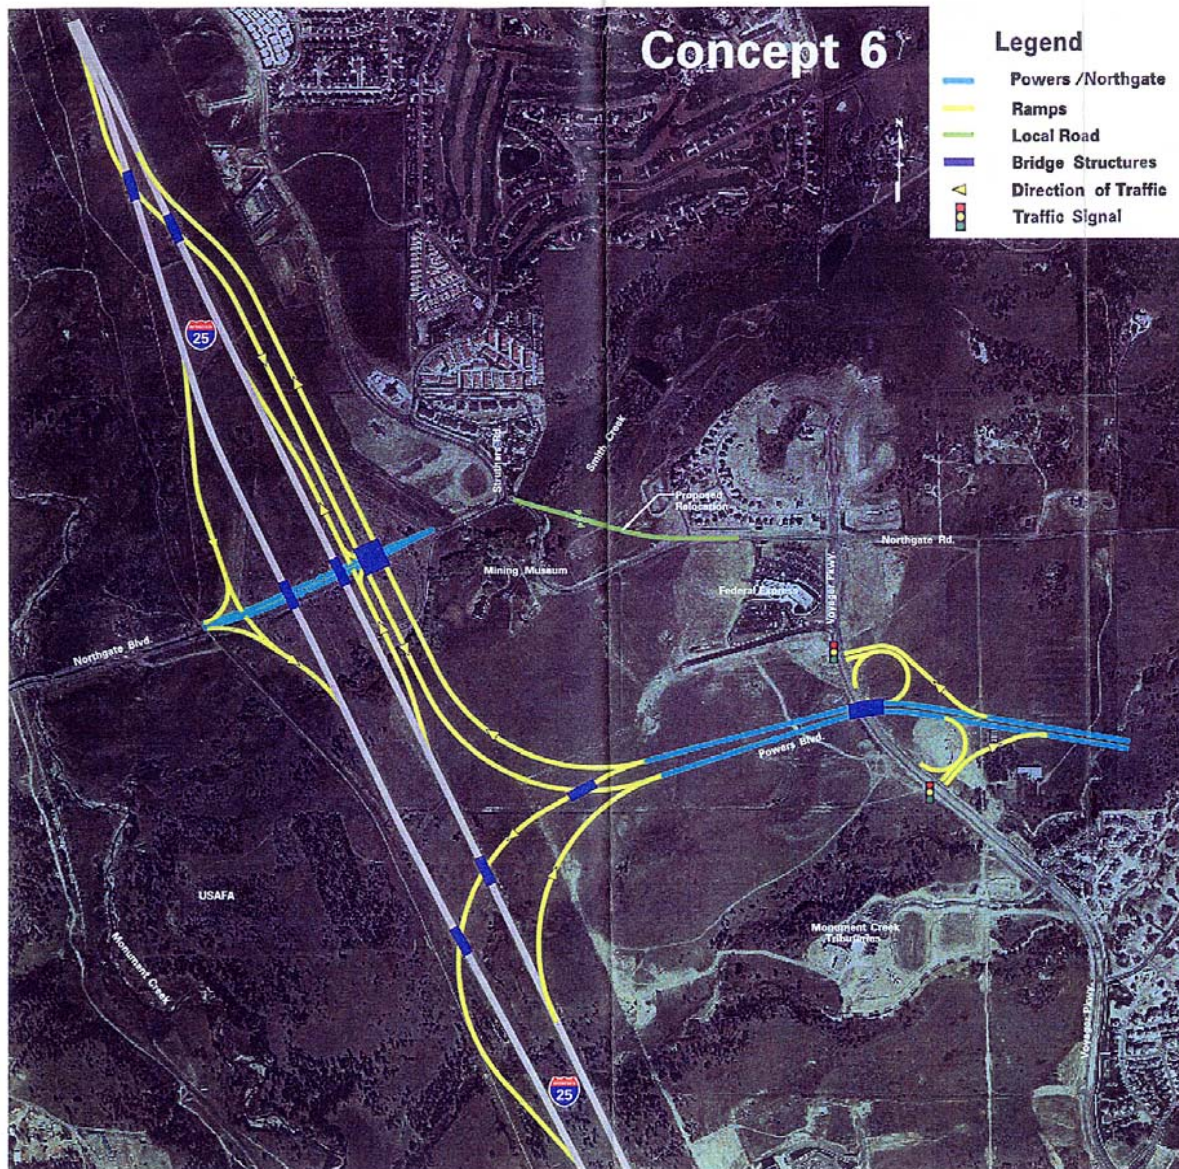 Concept 6
Legend
Powers /Northgate
Ramps
Local Road
Bridge Structures
Direction of Traffic
Traffic Signal
N
25
Struthers Rd.
Smith Creek
Proposed
Relocation
Northgate Rd.
Mining Museum
Federal Express
Voyager Pkwy.
Northgate Blvd.
Powers Blvd.
USAFA
Monument Creek
Monument Creek
Tributaries
Voyager Pkwy.
25